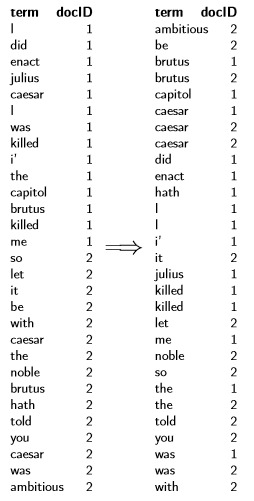 term docID
I 1
did 1
enact 1
julius 1
caesar 1
I 1
was 1
killed 1
i' 1
the 1
capitol 1
brutus 1
killed 1
me 1
so 2
let 2
it 2
be 2
with 2
caesar 2
the 2
noble 2
brutus 2
hath 2
told 2
you 2
caesar 2
was 2
ambitious 2
term docID
ambitious 2
be 2
brutus 1
brutus 2
capitol 1
caesar 1
caesar 2
caesar 2
did 1
enact 1
hath 1
I 1
I 1
i' 1
it 2
julius 1
killed 1
killed 1
let 2
me 1
noble 2
so 2
the 1
the 2
told 2
you 2
was 1
was 2
with 2